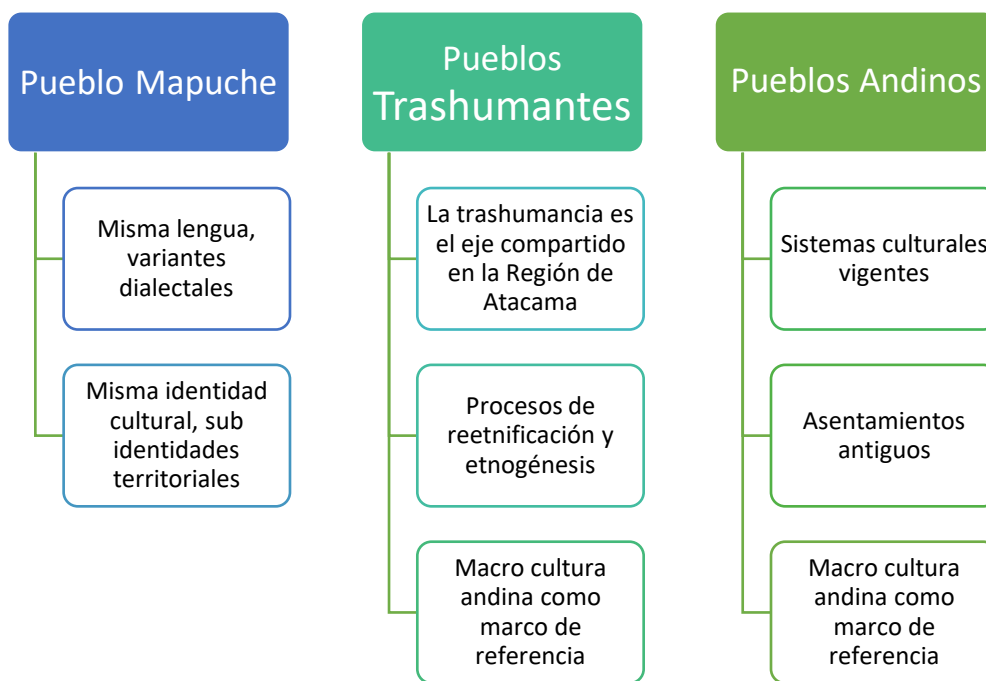 Pueblo Mapuche
Misma lengua,
variantes
dialectales
Misma identidad
cultural, sub
identidades
territoriales
Pueblos
Trashumantes
La trashumancia es
el eje compartido
en la Región de
Atacama
Procesos de
reetnificación y
etnogénesis
Macro cultura
andina como
marco de
referencia
Pueblos Andinos
Sistemas culturales
vigentes
Asentamientos
antiguos
Macro cultura
andina como
marco de
referencia